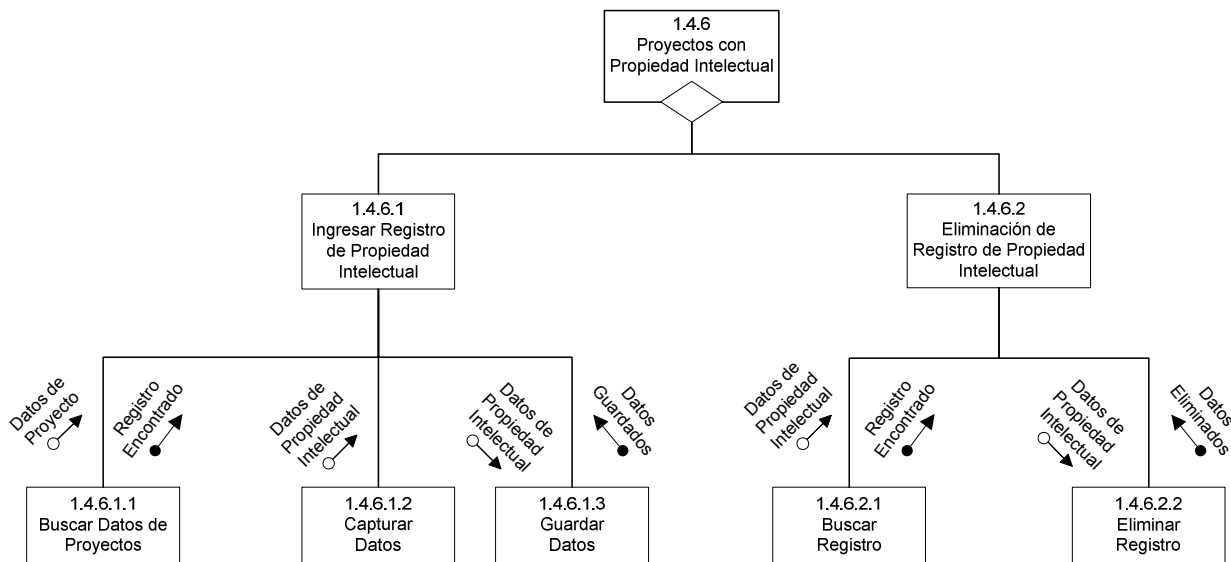 1.4.6
Proyectos con
Propiedad Intelectual
1.4.6.1
Ingresar Registro
de Propiedad
Intelectual
1.4.6.2
Eliminación de
Registro de Propiedad
Intelectual
Datos de
Proyecto
Registro
Encontrado
Datos de
Propiedad
Intelectual
Datos de
Propiedad
Intelectual
Datos
Guardados
Datos de
Propiedad
Intelectual
Registro
Encontrado
Datos de
Propiedad
Intelectual
Datos
Eliminados
1.4.6.1.1
Buscar Datos de
Proyectos
1.4.6.1.2
Capturar
Datos
1.4.6.1.3
Guardar
Datos
1.4.6.2.1
Buscar
Registro
1.4.6.2.2
Eliminar
Registro